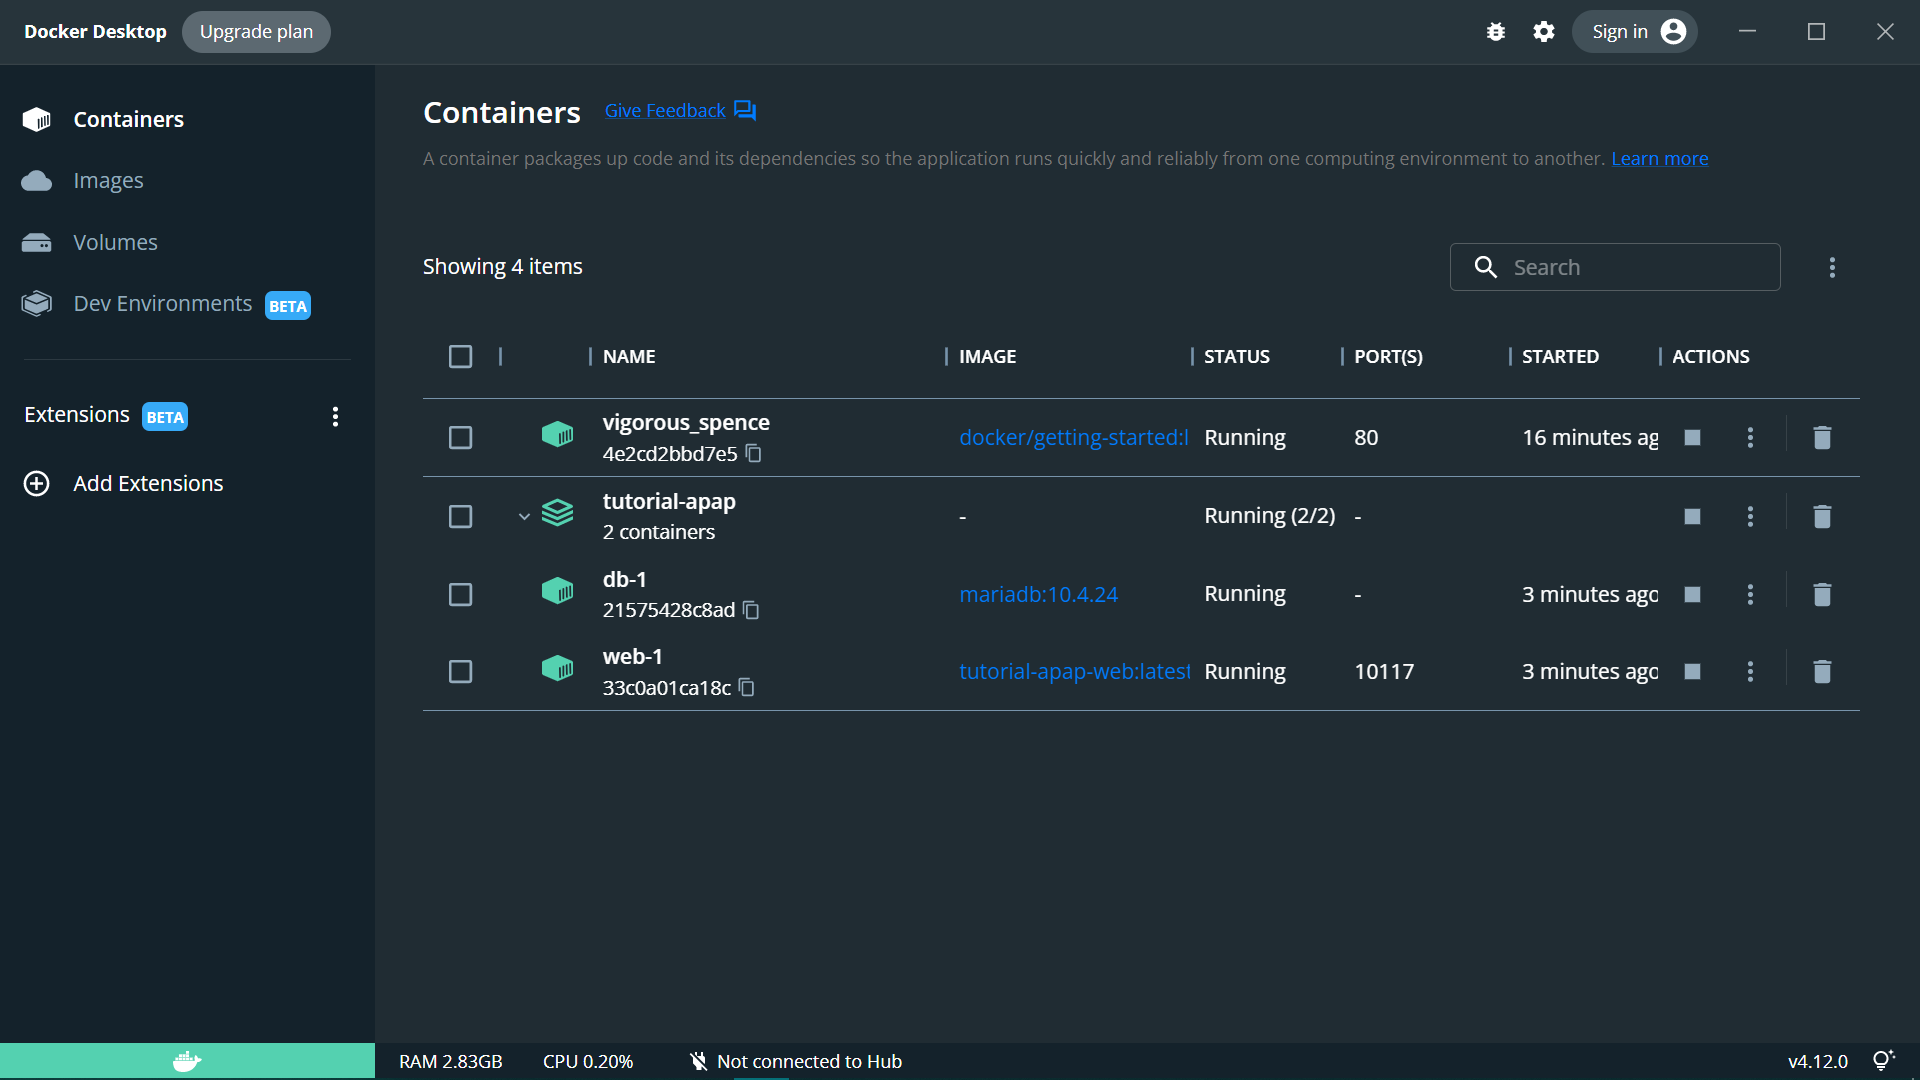 Docker Desktop Upgrade plan Sign in
Containers
Images
Volumes
Dev Environments BETA
Extensions BETA
Add Extensions
Containers Give Feedback
A container packages up code and its dependencies so the application runs quickly and reliably from one computing environment to another. Learn more
Showing 4 items Search
NAME IMAGE STATUS PORT(S) STARTED ACTIONS
vigorous_spence
4e2cd2bbd7e5 docker/getting-started:l Running 80 16 minutes ag
tutorial-apap
2 containers - Running (2/2) -
db-1
21575428c8ad mariadb:10.4.24 Running - 3 minutes ago
web-1
33c0a01ca18c tutorial-apap-web:latest Running 10117 3 minutes ago
RAM 2.83GB CPU 0.20% Not connected to Hub v4.12.0